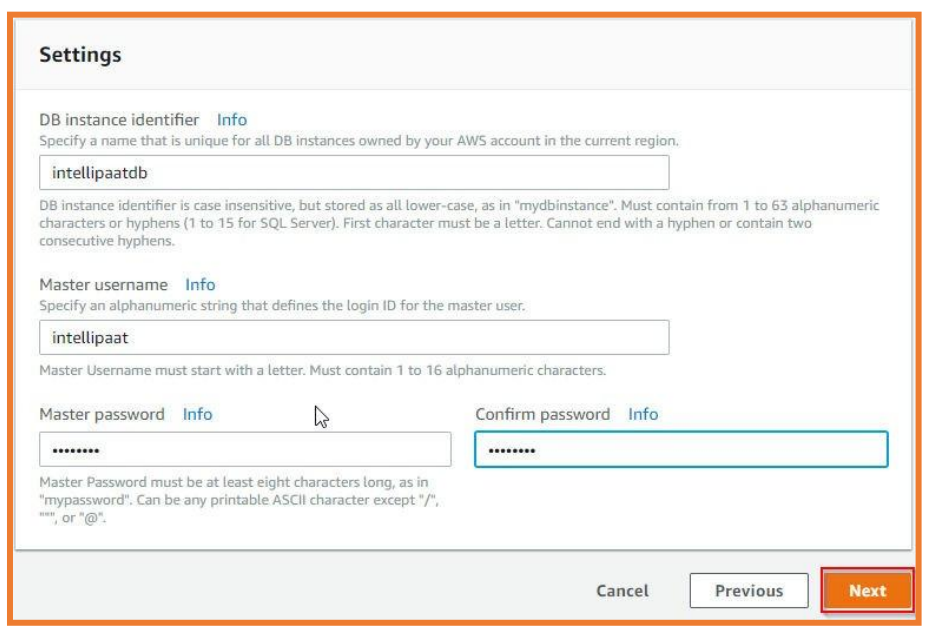 Settings
DB instance identifier Info
Specify a name that is unique for all DB instances owned by your AWS account in the current region.
intellipaatdb
DB instance identifier is case insensitive, but stored as all lower-case, as in "mydbinstance". Must contain from 1 to 63 alphanumeric
characters or hyphens (1 to 15 for SQL Server). First character must be a letter. Cannot end with a hyphen or contain two
consecutive hyphens.
Master username Info
Specify an alphanumeric string that defines the login ID for the master user.
intellipaat
Master Username must start with a letter. Must contain 1 to 16 alphanumeric characters.
Master password Info
••••••••
Master Password must be at least eight characters long, as in
"mypassword". Can be any printable ASCII character except "/",
""", or "@".
Confirm password Info
••••••••
Cancel Previous Next